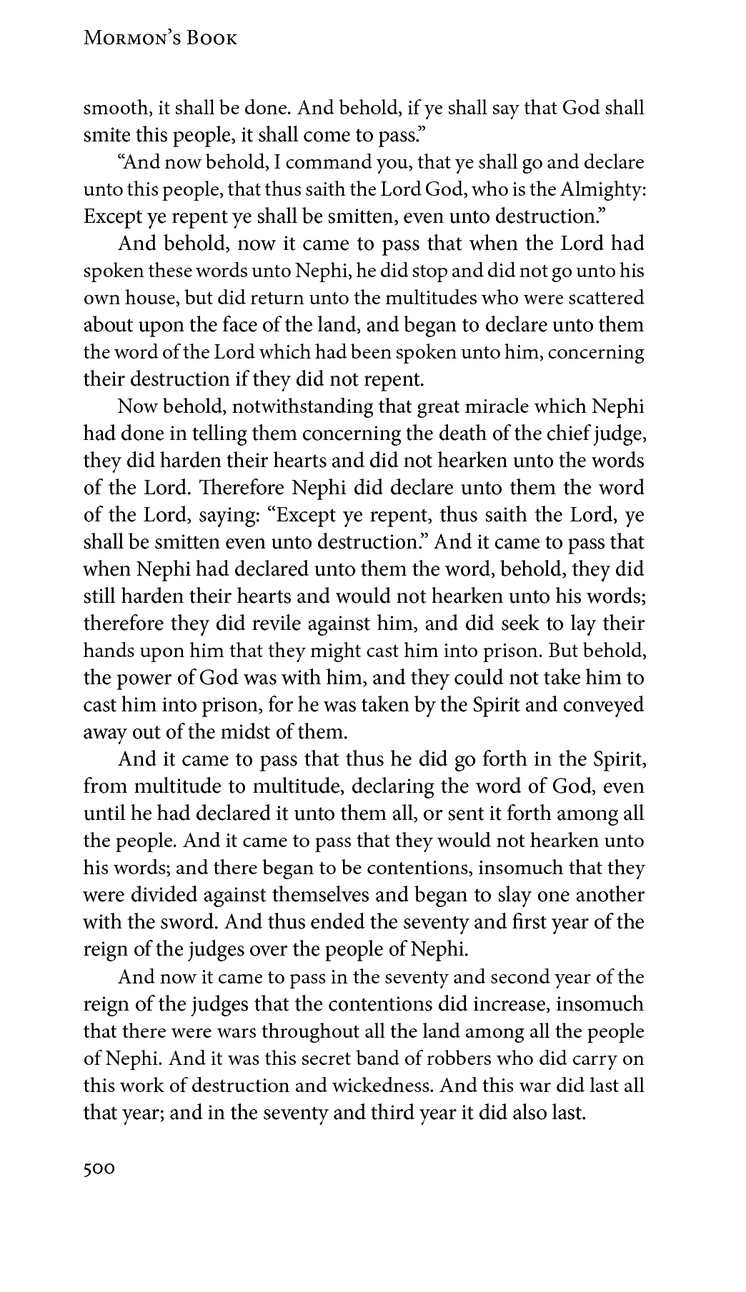 Mormon’s Book
smooth, it shall be done. And behold, if ye shall say that God shall
smite this people, it shall come to pass.”
“And now behold, I command you, that ye shall go and declare
unto this people, that thus saith the Lord God, who is the Almighty:
Except ye repent ye shall be smitten, even unto destruction.”
And behold, now it came to pass that when the Lord had
spoken these words unto Nephi, he did stop and did not go unto his
own house, but did return unto the multitudes who were scattered
about upon the face of the land, and began to declare unto them
the word of the Lord which had been spoken unto him, concerning
their destruction if they did not repent.
Now behold, notwithstanding that great miracle which Nephi
had done in telling them concerning the death of the chief judge,
they did harden their hearts and did not hearken unto the words
of the Lord. Therefore Nephi did declare unto them the word
of the Lord, saying: “Except ye repent, thus saith the Lord, ye
shall be smitten even unto destruction.” And it came to pass that
when Nephi had declared unto them the word, behold, they did
still harden their hearts and would not hearken unto his words;
therefore they did revile against him, and did seek to lay their
hands upon him that they might cast him into prison. But behold,
the power of God was with him, and they could not take him to
cast him into prison, for he was taken by the Spirit and conveyed
away out of the midst of them.
And it came to pass that thus he did go forth in the Spirit,
from multitude to multitude, declaring the word of God, even
until he had declared it unto them all, or sent it forth among all
the people. And it came to pass that they would not hearken unto
his words; and there began to be contentions, insomuch that they
were divided against themselves and began to slay one another
with the sword. And thus ended the seventy and first year of the
reign of the judges over the people of Nephi.
And now it came to pass in the seventy and second year of the
reign of the judges that the contentions did increase, insomuch
that there were wars throughout all the land among all the people
of Nephi. And it was this secret band of robbers who did carry on
this work of destruction and wickedness. And this war did last all
that year; and in the seventy and third year it did also last.
500